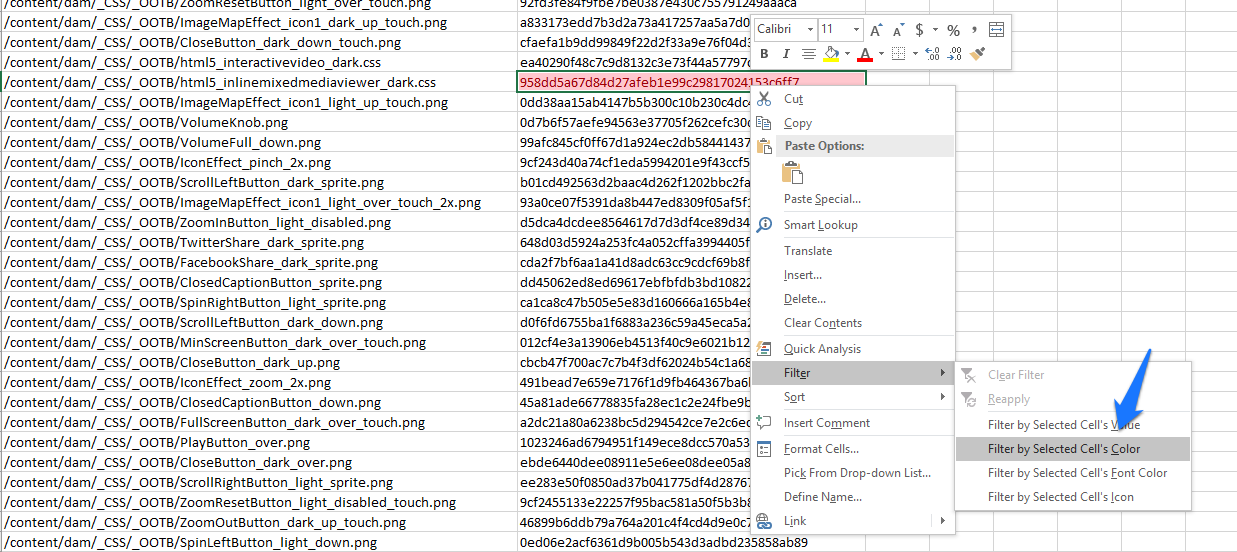 /content/dam/_CSS/_OOTB/ZoomResetButton_light_over_touch.png 92fd3fe84f9fbe7be0387e430c755791249aaaca
/content/dam/_CSS/_OOTB/ImageMapEffect_icon1_dark_up_touch.png a833173edd7b3d2a73a417257aa5a7d0
/content/dam/_CSS/_OOTB/CloseButton_dark_down_touch.png cfaefa1b9dd99849f22d2f33a9e76f04d3
/content/dam/_CSS/_OOTB/html5_interactivevideo_dark.css ea40290f48c7c9d8132c3e73f44a57797c
/content/dam/_CSS/_OOTB/html5_inlinemixedmediaviewer_dark.css 958dd5a67d84d27afeb1e99c29817024153c6ff7
/content/dam/_CSS/_OOTB/ImageMapEffect_icon1_light_up_touch.png 0dd38aa15ab4147b5b300c10b230c4dc4
/content/dam/_CSS/_OOTB/VolumeKnob.png 0d7b6f57aefe94563e37705f262cefc30
/content/dam/_CSS/_OOTB/VolumeFull_down.png 99afc845cf0ff67d1a924ec2db58441437
/content/dam/_CSS/_OOTB/IconEffect_pinch_2x.png 9cf243d40a74cf1eda5994201e9f43ccf5
/content/dam/_CSS/_OOTB/ScrollLeftButton_dark_sprite.png b01cd492563d2baac4d262f1202bbc2fa
/content/dam/_CSS/_OOTB/ImageMapEffect_icon1_light_over_touch_2x.png 93a0ce07f5391da8b447ed8309f05af5f
/content/dam/_CSS/_OOTB/ZoomInButton_light_disabled.png d5dca4dcdee8564617d7d3df4ce89d34
/content/dam/_CSS/_OOTB/TwitterShare_dark_sprite.png 648d03d5924a253fc4a052cffa3994405f
/content/dam/_CSS/_OOTB/FacebookShare_dark_sprite.png cda2f7bf6aa1a41d8adc63cc9cdcf69b8f
/content/dam/_CSS/_OOTB/ClosedCaptionButton_sprite.png dd45062ed8ed69617ebfbfdb3bd10822
/content/dam/_CSS/_OOTB/SpinRightButton_light_sprite.png ca1ca8c47b505e5e83d160666a165b4e8
/content/dam/_CSS/_OOTB/ScrollLeftButton_dark_down.png d0f6fd6755ba1f6883a236c59a45eca5a2
/content/dam/_CSS/_OOTB/MinScreenButton_dark_over_touch.png 012cf4e3a13906eb4513f40c9e6021b12
/content/dam/_CSS/_OOTB/CloseButton_dark_up.png cbcb47f700ac7c7b4f3df62024b54c1a68
/content/dam/_CSS/_OOTB/IconEffect_zoom_2x.png 491bead7e659e7176f1d9fb464367ba6
/content/dam/_CSS/_OOTB/ClosedCaptionButton_down.png 45a81ade66778835fa28ec1c2e24fbe9b
/content/dam/_CSS/_OOTB/FullScreenButton_dark_over_touch.png a2dc21a80a6238bc5d294542ce7e2c6ec
/content/dam/_CSS/_OOTB/PlayButton_over.png 1023246ad6794951f149ece8dcc570a53
/content/dam/_CSS/_OOTB/CloseButton_dark_over.png ebde6440dee08911e5e6ee08dee05a8
/content/dam/_CSS/_OOTB/ScrollRightButton_light_sprite.png ee283e50f0850ad37b041775df4d28767
/content/dam/_CSS/_OOTB/ZoomResetButton_light_disabled_touch.png 9cf2455133e22257f95bac581a50f5b3b8
/content/dam/_CSS/_OOTB/ZoomOutButton_dark_up_touch.png 46899b6ddb79a764a201c4f4cd4d9e0c7
/content/dam/_CSS/_OOTB/SpinLeftButton_light_down.png 0ed06e2acf6361d9b005b543d3adbd235858ab89
Calibri 11 A A $ % ,
B I A .00 .00
Cut
Copy
Paste Options:
Paste Special...
Smart Lookup
Translate
Insert...
Delete...
Clear Contents
Quick Analysis
Filter
Sort
Insert Comment
Format Cells...
Pick From Drop-down List...
Define Name...
Link
Clear Filter
Reapply
Filter by Selected Cell's Value
Filter by Selected Cell's Color
Filter by Selected Cell's Font Color
Filter by Selected Cell's Icon